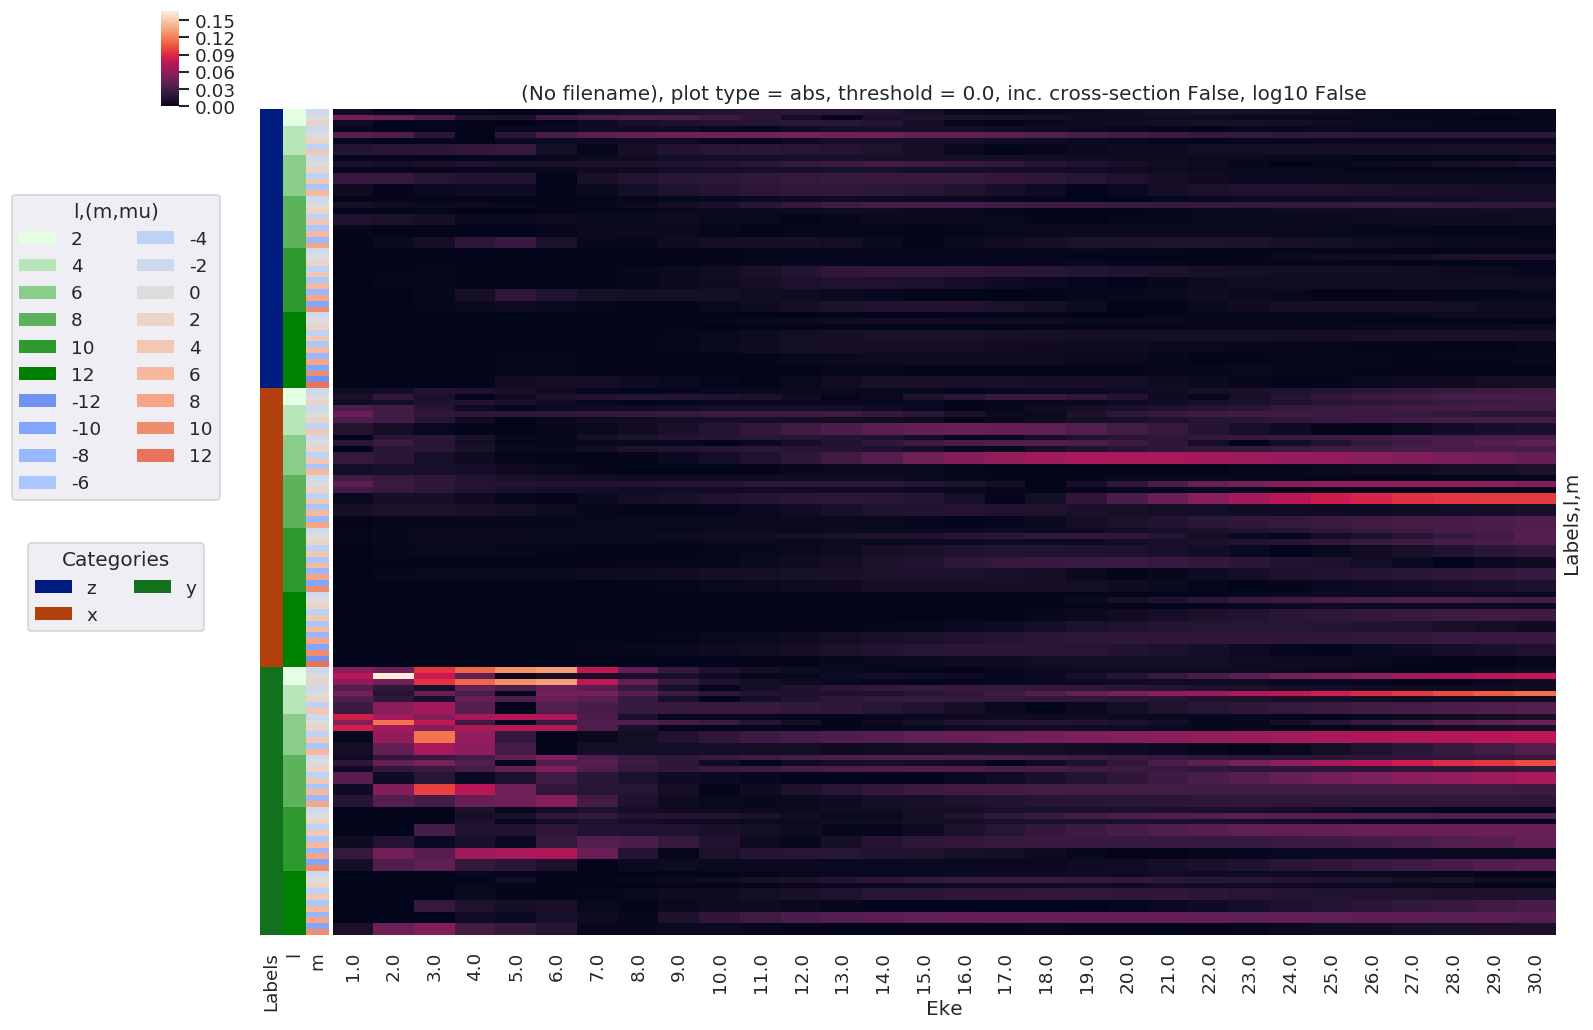 0.15
0.12
0.09
0.06
0.03
0.00
(No filename), plot type = abs, threshold = 0.0, inc. cross-section False, log10 False
l,(m,mu)
2 -4
4 -2
6 0
8 2
10 4
12 6
-12 8
-10 10
-8 12
-6
Categories
z y
x
Labels,l,m
Labels l m 1.0 2.0 3.0 4.0 5.0 6.0 7.0 8.0 9.0 10.0 11.0 12.0 13.0 14.0 15.0 16.0 17.0 18.0 19.0 20.0 21.0 22.0 23.0 24.0 25.0 26.0 27.0 28.0 29.0 30.0
Eke